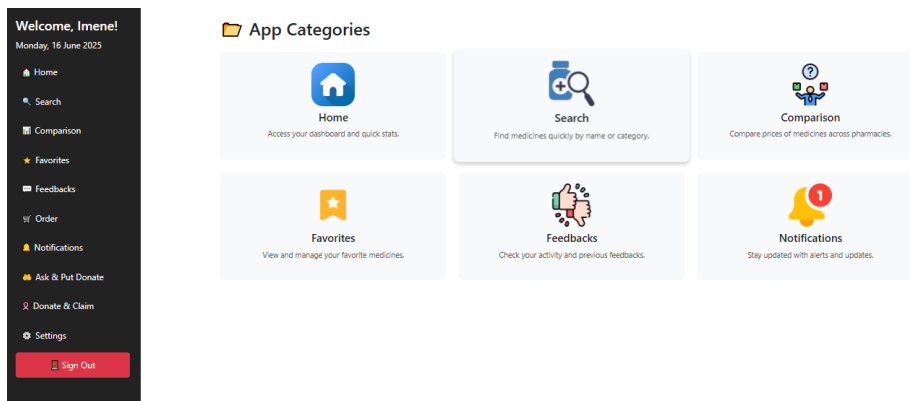 Welcome, Imene!
Monday, 16 June 2025
Home
Search
Comparison
Favorites
Feedbacks
Order
Notifications
Ask & Put Donate
Donate & Claim
Settings
Sign Out
App Categories
Home
Access your dashboard and quick stats.
Search
Find medicines quickly by name or category.
Comparison
Compare prices of medicines across pharmacies.
Favorites
View and manage your favorite medicines.
Feedbacks
Check your activity and previous feedbacks.
1
Notifications
Stay updated with alerts and updates.